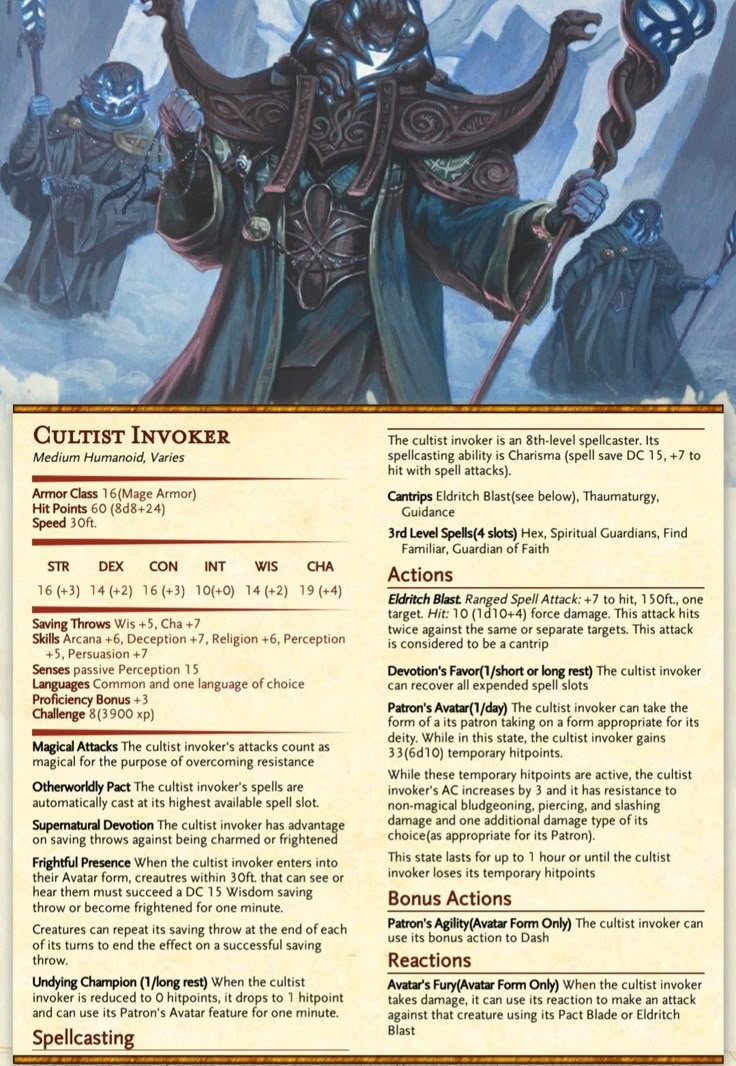 Cultist Invoker
Medium Humanoid, Varies
Armor Class 16(Mage Armor)
Hit Points 60 (8d8+24)
Speed 30ft.
STR DEX CON INT WIS CHA
16 (+3) 14 (+2) 16 (+3) 10(+0) 14 (+2) 19 (+4)
Saving Throws Wis +5, Cha +7
Skills Arcana +6, Deception +7, Religion +6, Perception
+5, Persuasion +7
Senses passive Perception 15
Languages Common and one language of choice
Proficiency Bonus +3
Challenge 8(3900 xp)
Magical Attacks The cultist invoker's attacks count as
magical for the purpose of overcoming resistance
Otherworldly Pact The cultist invoker's spells are
automatically cast at its highest available spell slot.
Supernatural Devotion The cultist invoker has advantage
on saving throws against being charmed or frightened
Frightful Presence When the cultist invoker enters into
their Avatar form, creautres within 30ft. that can see or
hear them must succeed a DC 15 Wisdom saving
throw or become frightened for one minute.
Creatures can repeat its saving throw at the end of each
of its turns to end the effect on a successful saving
throw.
Undying Champion (1/long rest) When the cultist
invoker is reduced to 0 hitpoints, it drops to 1 hitpoint
and can use its Patron's Avatar feature for one minute.
Spellcasting
The cultist invoker is an 8th-level spellcaster. Its
spellcasting ability is Charisma (spell save DC 15, +7 to
hit with spell attacks).
Cantrips Eldritch Blast(see below), Thaumaturgy,
Guidance
3rd Level Spells(4 slots) Hex, Spiritual Guardians, Find
Familiar, Guardian of Faith
Actions
Eldritch Blast. Ranged Spell Attack: +7 to hit, 150ft., one
target. Hit: 10 (1d10+4) force damage. This attack hits
twice against the same or separate targets. This attack
is considered to be a cantrip
Devotion's Favor(1/short or long rest) The cultist invoker
can recover all expended spell slots
Patron's Avatar(1/day) The cultist invoker can take the
form of a its patron taking on a form appropriate for its
deity. While in this state, the cultist invoker gains
33(6d10) temporary hitpoints.
While these temporary hitpoints are active, the cultist
invoker's AC increases by 3 and it has resistance to
non-magical bludgeoning, piercing, and slashing
damage and one additional damage type of its
choice(as appropriate for its Patron).
This state lasts for up to 1 hour or until the cultist
invoker loses its temporary hitpoints
Bonus Actions
Patron's Agility(Avatar Form Only) The cultist invoker can
use its bonus action to Dash
Reactions
Avatar's Fury(Avatar Form Only) When the cultist invoker
takes damage, it can use its reaction to make an attack
against that creature using its Pact Blade or Eldritch
Blast